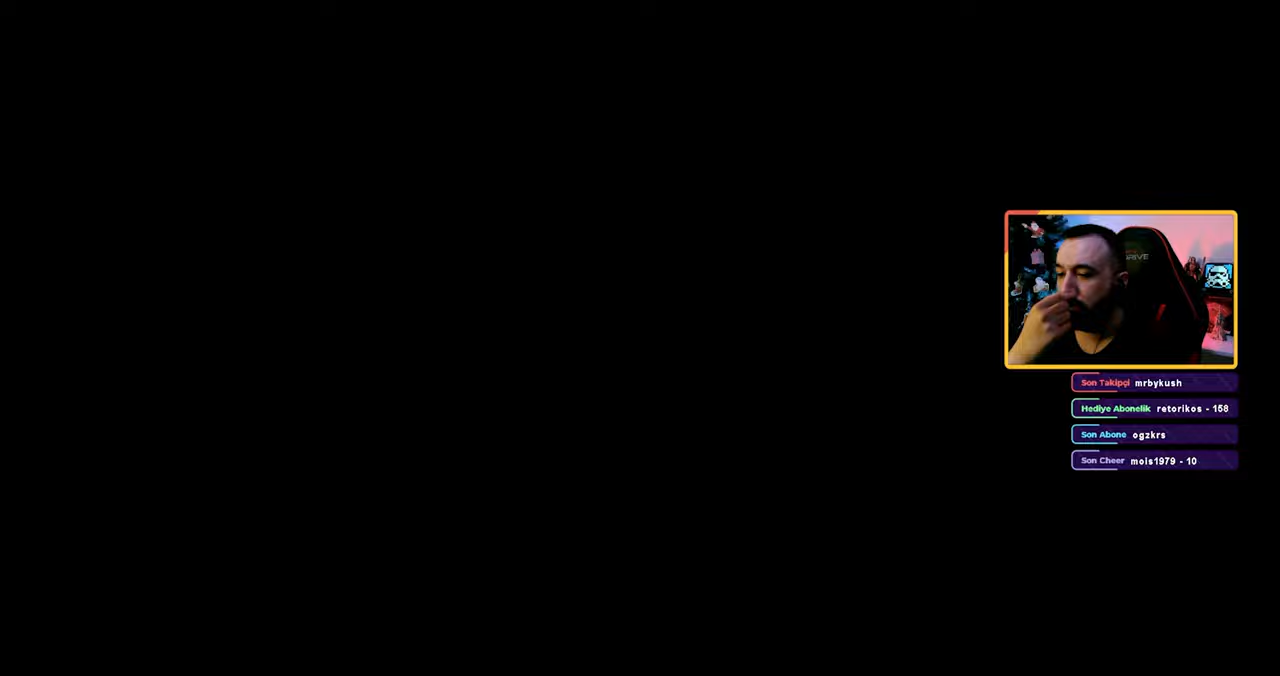 Son Takipçi mrbykush
Hediye Abonelik retorikos - 158
Son Abone ogzkrs
Son Cheer mois1979 - 10